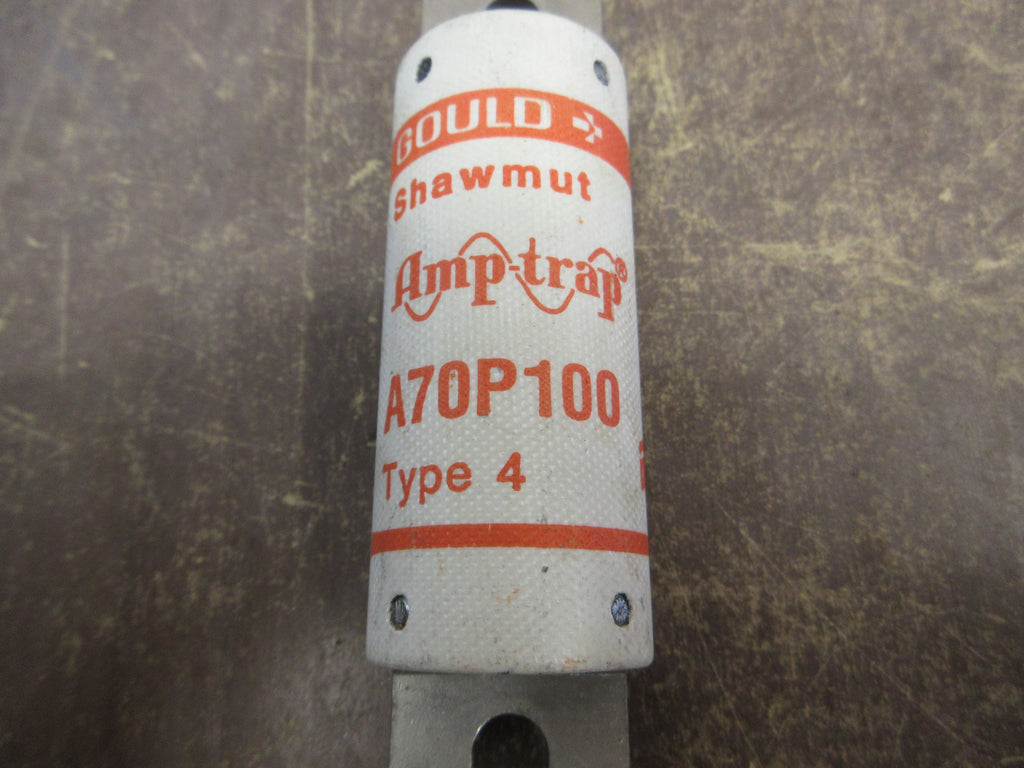 GOULD
Shawmut
Amp-trap®
A70P100
Type 4